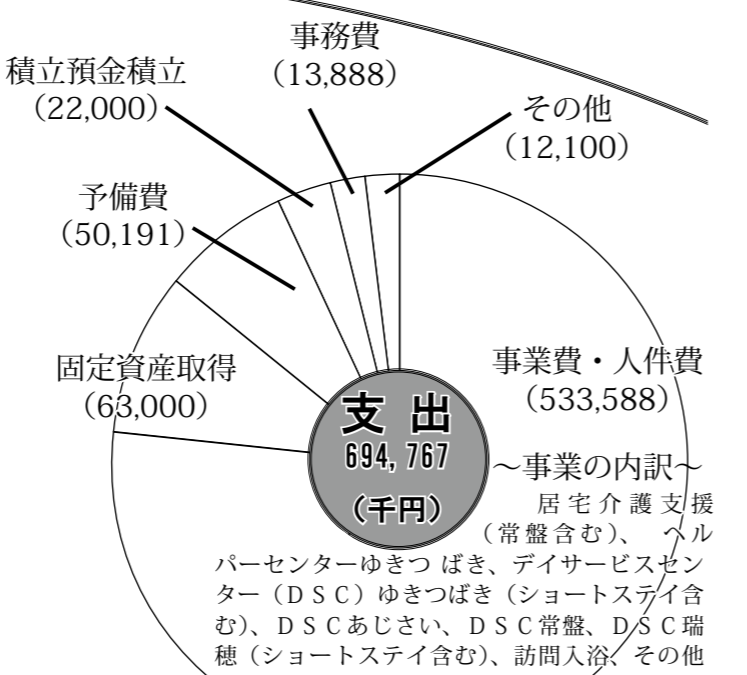 事務費
（13,888）
積立預金積立
（22,000）
その他
（12,100）
予備費
（50,191）
固定資産取得
（63,000）
事業費・人件費
（533,588）
支出
694,767
（千円）
～事業の内訳～
居宅介護支援
（常盤含む）、 ヘル
パーセンターゆきつ ばき、デイサービスセン
ター（ＤＳＣ）ゆきつばき（ショートステイ含
む）、ＤＳＣあじさい、ＤＳＣ常盤、ＤＳＣ瑞
穂（ショートステイ含む）、訪問入浴、その他